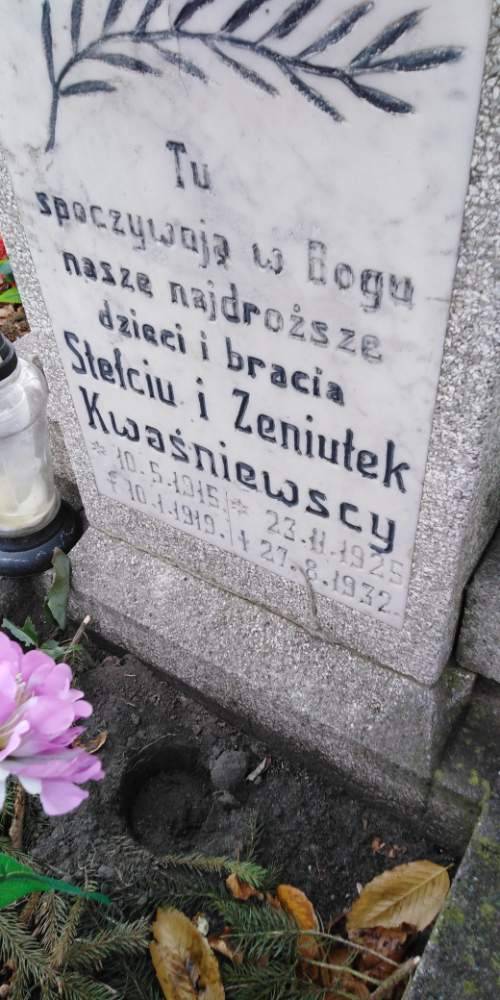 Tu
spoczywają w Bogu
nasze najdroższe
dzieci i bracia
Stefciu i Zeniutek
Kwaśniewscy
* 10.5.1915. * 23.11.1925
† 10.1.1919. † 27.8.1932